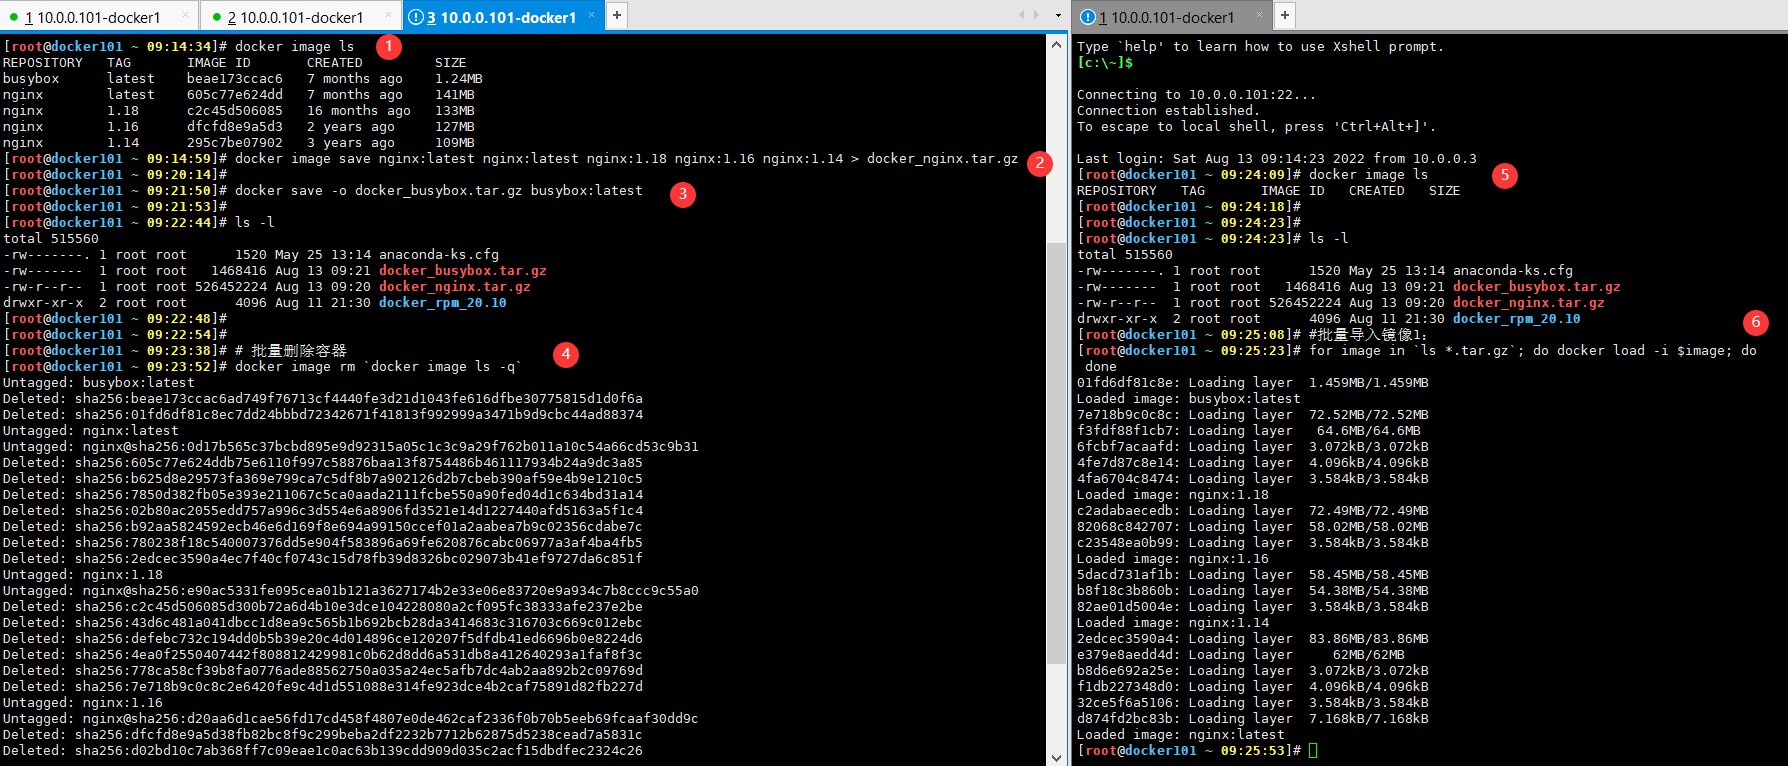 1 10.0.0.101-docker1
2 10.0.0.101-docker1
3 10.0.0.101-docker1
[root@docker101 ~ 09:14:34]# docker image ls
1
REPOSITORY TAG IMAGE ID CREATED SIZE
busybox latest beae173ccac6 7 months ago 1.24MB
nginx latest 605c77e624dd 7 months ago 141MB
nginx 1.18 c2c45d506085 16 months ago 133MB
nginx 1.16 dfcfd8e9a5d3 2 years ago 127MB
nginx 1.14 295c7be07902 3 years ago 109MB
[root@docker101 ~ 09:14:59]# docker image save nginx:latest nginx:latest nginx:1.18 nginx:1.16 nginx:1.14 > docker_nginx.tar.gz
2
[root@docker101 ~ 09:20:14]#
[root@docker101 ~ 09:21:50]# docker save -o docker_busybox.tar.gz busybox:latest
3
[root@docker101 ~ 09:21:53]#
[root@docker101 ~ 09:22:44]# ls -l
total 515560
-rw-------. 1 root root 1520 May 25 13:14 anaconda-ks.cfg
-rw------- 1 root root 1468416 Aug 13 09:21 docker_busybox.tar.gz
-rw-r--r-- 1 root root 526452224 Aug 13 09:20 docker_nginx.tar.gz
drwxr-xr-x 2 root root 4096 Aug 11 21:30 docker_rpm_20.10
[root@docker101 ~ 09:22:48]#
[root@docker101 ~ 09:22:54]#
[root@docker101 ~ 09:23:38]# # 批量删除容器
4
[root@docker101 ~ 09:23:52]# docker image rm `docker image ls -q`
Untagged: busybox:latest
Deleted: sha256:beae173ccac6ad749f76713cf4440fe3d21d1043fe616dfbe30775815d1d0f6a
Deleted: sha256:01fd6df81c8ec7dd24bbbd72342671f41813f992999a3471b9d9cbc44ad88374
Untagged: nginx:latest
Untagged: nginx@sha256:0d17b565c37bcbd895e9d92315a05c1c3c9a29f762b011a10c54a66cd53c9b31
Deleted: sha256:605c77e624ddb75e6110f997c58876baa13f8754486b461117934b24a9dc3a85
Deleted: sha256:b625d8e29573fa369e799ca7c5df8b7a902126d2b7cbeb390af59e4b9e1210c5
Deleted: sha256:7850d382fb05e393e211067c5ca0aada2111fcbe550a90fed04d1c634bd31a14
Deleted: sha256:02b80ac2055edd757a996c3d554e6a8906fd3521e14d1227440afd5163a5f1c4
Deleted: sha256:b92aa5824592ecb46e6d169f8e694a99150ccef01a2aabea7b9c02356cdabe7c
Deleted: sha256:780238f18c540007376dd5e904f583896a69fe620876cabc06977a3af4ba4fb5
Deleted: sha256:2edcec3590a4ec7f40cf0743c15d78fb39d8326bc029073b41ef9727da6c851f
Untagged: nginx:1.18
Untagged: nginx@sha256:e90ac5331fe095cea01b121a3627174b2e33e06e83720e9a934c7b8ccc9c55a0
Deleted: sha256:c2c45d506085d300b72a6d4b10e3dce104228080a2cf095fc38333afe237e2be
Deleted: sha256:43d6c481a041dbcc1d8ea9c565b1b692bcb28da3414683c316703c669c012ebc
Deleted: sha256:defebc732c194dd0b5b39e20c4d014896ce120207f5dfdb41ed6696b0e8224d6
Deleted: sha256:4ea0f2550407442f808812429981c0b62d8dd6a531db8a412640293a1faf8f3c
Deleted: sha256:778ca58cf39b8fa0776ade88562750a035a24ec5afb7dc4ab2aa892b2c09769d
Deleted: sha256:7e718b9c0c8c2e6420fe9c4d1d551088e314fe923dce4b2caf75891d82fb227d
Untagged: nginx:1.16
Untagged: nginx@sha256:d20aa6d1cae56fd17cd458f4807e0de462caf2336f0b70b5eeb69fcaaf30dd9c
Deleted: sha256:dfcfd8e9a5d38fb82bc8f9c299beba2df2232b7712b62875d5238cead7a5831c
Deleted: sha256:d02bd10c7ab368ff7c09eae1c0ac63b139cdd909d035c2acf15dbdfec2324c26
1 10.0.0.101-docker1
Type `help' to learn how to use Xshell prompt.
[c:\~]$
Connecting to 10.0.0.101:22...
Connection established.
To escape to local shell, press 'Ctrl+Alt+]'.
Last login: Sat Aug 13 09:14:23 2022 from 10.0.0.3
[root@docker101 ~ 09:24:09]# docker image ls
5
REPOSITORY TAG IMAGE ID CREATED SIZE
[root@docker101 ~ 09:24:18]#
[root@docker101 ~ 09:24:23]#
[root@docker101 ~ 09:24:23]# ls -l
total 515560
-rw-------. 1 root root 1520 May 25 13:14 anaconda-ks.cfg
-rw------- 1 root root 1468416 Aug 13 09:21 docker_busybox.tar.gz
-rw-r--r-- 1 root root 526452224 Aug 13 09:20 docker_nginx.tar.gz
drwxr-xr-x 2 root root 4096 Aug 11 21:30 docker_rpm_20.10
6
[root@docker101 ~ 09:25:08]# #批量导入镜像1:
[root@docker101 ~ 09:25:23]# for image in `ls *.tar.gz`; do docker load -i $image; do
done
01fd6df81c8e: Loading layer 1.459MB/1.459MB
Loaded image: busybox:latest
7e718b9c0c8c: Loading layer 72.52MB/72.52MB
f3fdf88f1cb7: Loading layer 64.6MB/64.6MB
6fcbf7acaafd: Loading layer 3.072kB/3.072kB
4fe7d87c8e14: Loading layer 4.096kB/4.096kB
4fa6704c8474: Loading layer 3.584kB/3.584kB
Loaded image: nginx:1.18
c2adabaecedb: Loading layer 72.49MB/72.49MB
82068c842707: Loading layer 58.02MB/58.02MB
c23548ea0b99: Loading layer 3.584kB/3.584kB
Loaded image: nginx:1.16
5dacd731af1b: Loading layer 58.45MB/58.45MB
b8f18c3b860b: Loading layer 54.38MB/54.38MB
82ae01d5004e: Loading layer 3.584kB/3.584kB
Loaded image: nginx:1.14
2edcec3590a4: Loading layer 83.86MB/83.86MB
e379e8aedd4d: Loading layer 62MB/62MB
b8d6e692a25e: Loading layer 3.072kB/3.072kB
f1db227348d0: Loading layer 4.096kB/4.096kB
32ce5f6a5106: Loading layer 3.584kB/3.584kB
d874fd2bc83b: Loading layer 7.168kB/7.168kB
Loaded image: nginx:latest
[root@docker101 ~ 09:25:53]#